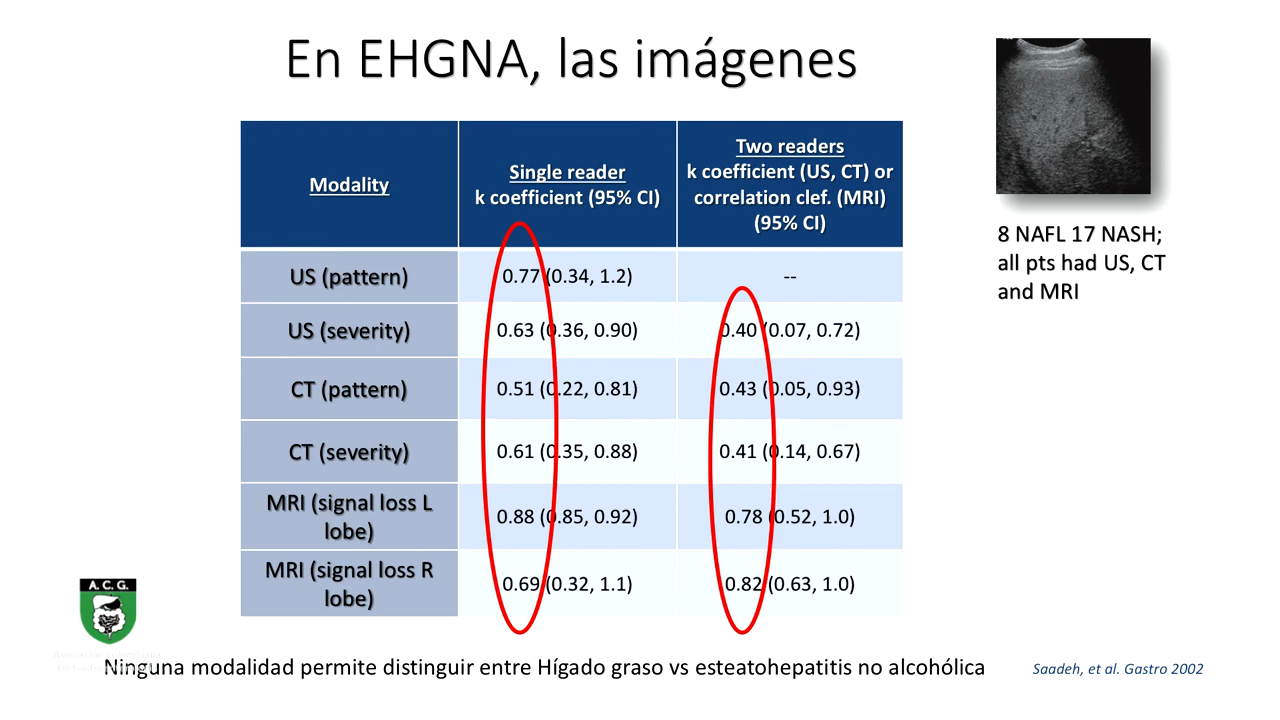 En EHGNA, las imágenes
Modality
Single reader
k coefficient (95% CI)
Two readers
k coefficient (US, CT) or
correlation clef. (MRI)
(95% CI)
US (pattern)
0.77 (0.34, 1.2)
--
US (severity)
0.63 (0.36, 0.90)
0.40 (0.07, 0.72)
CT (pattern)
0.51 (0.22, 0.81)
0.43 (0.05, 0.93)
CT (severity)
0.61 (0.35, 0.88)
0.41 (0.14, 0.67)
MRI (signal loss L
lobe)
0.88 (0.85, 0.92)
0.78 (0.52, 1.0)
MRI (signal loss R
lobe)
0.69 (0.32, 1.1)
0.82 (0.63, 1.0)
8 NAFL 17 NASH;
all pts had US, CT
and MRI
A.C.G.
Ninguna modalidad permite distinguir entre Hígado graso vs esteatohepatitis no alcohólica
Saadeh, et al. Gastro 2002